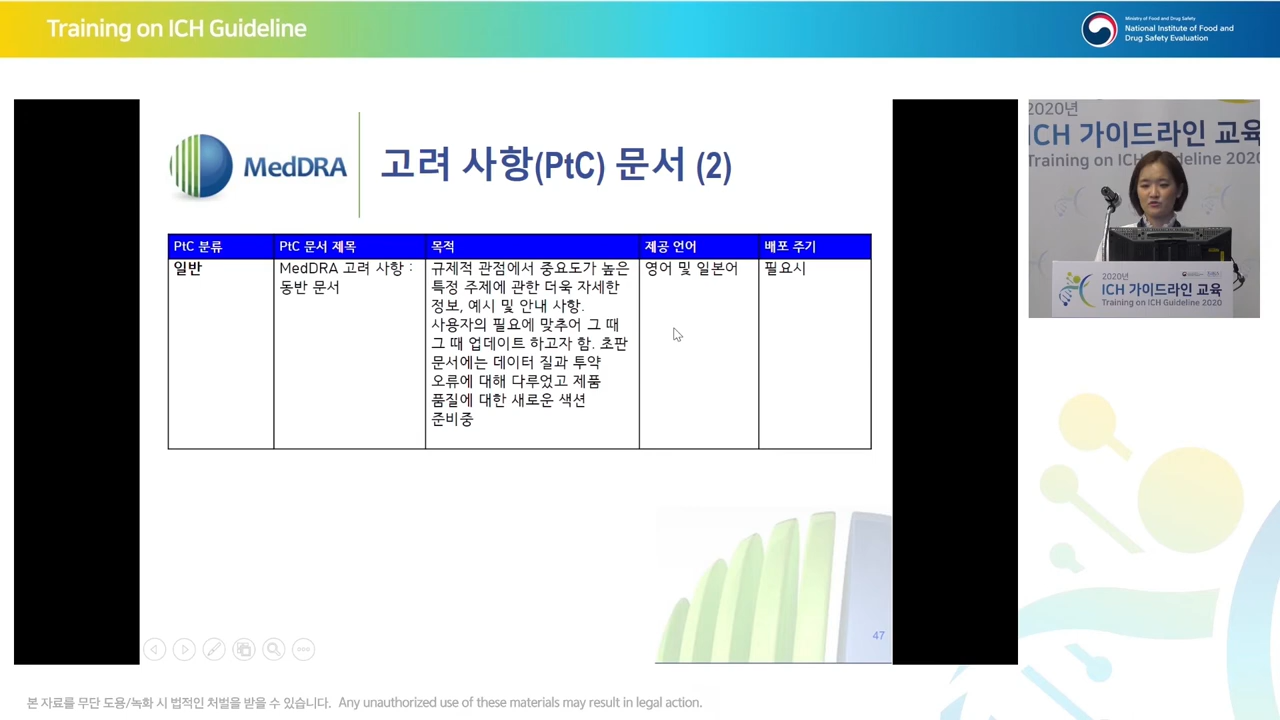 Training on ICH Guideline
Ministry of Food and Drug Safety
National Institute of Food and
Drug Safety Evaluation
MedDRA
고려 사항(PtC) 문서 (2)
PtC 분류
PtC 문서 제목
목적
제공 언어
배포 주기
일반
MedDRA 고려 사항 :
동반 문서
규제적 관점에서 중요도가 높은
특정 주제에 관한 더욱 자세한
정보, 예시 및 안내 사항.
사용자의 필요에 맞추어 그 때
그 때 업데이트 하고자 함. 초판
문서에는 데이터 질과 투약
오류에 대해 다루었고 제품
품질에 대한 새로운 색션
준비중
영어 및 일본어
필요시
47
2020년
ICH 가이드라인 교육
Training on ICH Guideline 2020
2020년
ICH 가이드라인 교육
Training on ICH Guideline 2020
본 자료를 무단 도용/녹화 시 법적인 처벌을 받을 수 있습니다. Any unauthorized use of these materials may result in legal action.